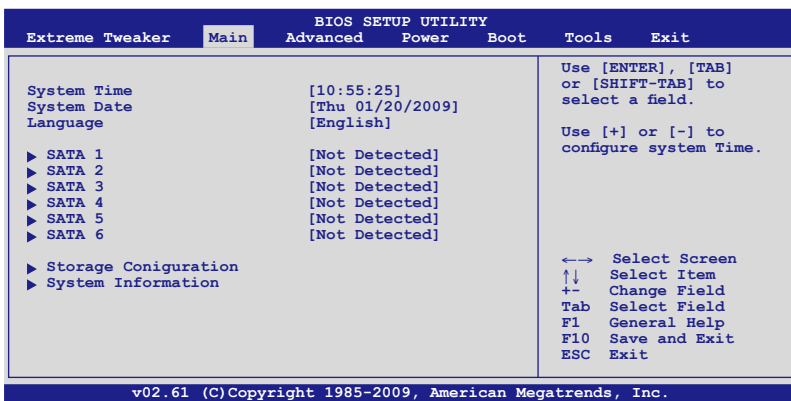 BIOS SETUP UTILITY
Extreme Tweaker Main Advanced Power Boot Tools Exit
System Time [10:55:25]
System Date [Thu 01/20/2009]
Language [English]
▶ SATA 1 [Not Detected]
▶ SATA 2 [Not Detected]
▶ SATA 3 [Not Detected]
▶ SATA 4 [Not Detected]
▶ SATA 5 [Not Detected]
▶ SATA 6 [Not Detected]
▶ Storage Coniguration
▶ System Information
Use [ENTER], [TAB]
or [SHIFT-TAB] to
select a field.
Use [+] or [-] to
configure system Time.
←→ Select Screen
↑↓ Select Item
+- Change Field
Tab Select Field
F1 General Help
F10 Save and Exit
ESC Exit
v02.61 (C)Copyright 1985-2009, American Megatrends, Inc.